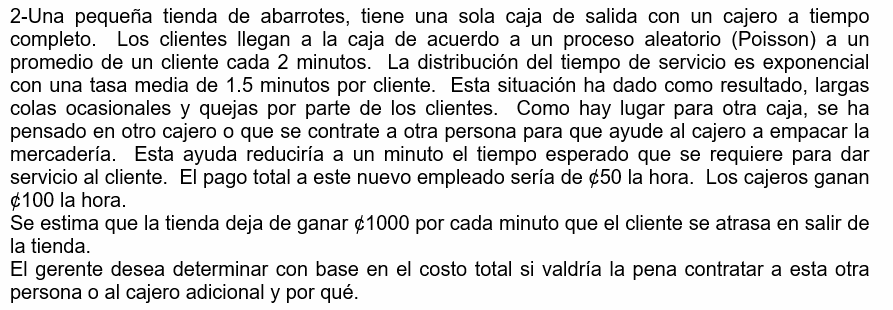 2-Una pequeña tienda de abarrotes, tiene una sola caja de salida con un cajero a tiempo
completo. Los clientes llegan a la caja de acuerdo a un proceso aleatorio (Poisson) a un
promedio de un cliente cada 2 minutos. La distribución del tiempo de servicio es exponencial
con una tasa media de 1.5 minutos por cliente. Esta situación ha dado como resultado, largas
colas ocasionales y quejas por parte de los clientes. Como hay lugar para otra caja, se ha
pensado en otro cajero o que se contrate a otra persona para que ayude al cajero a empacar la
mercadería. Esta ayuda reduciría a un minuto el tiempo esperado que se requiere para dar
servicio al cliente. El pago total a este nuevo empleado sería de ₡50 la hora. Los cajeros ganan
₡100 la hora.
Se estima que la tienda deja de ganar ₡1000 por cada minuto que el cliente se atrasa en salir de
la tienda.
El gerente desea determinar con base en el costo total si valdría la pena contratar a esta otra
persona o al cajero adicional y por qué.